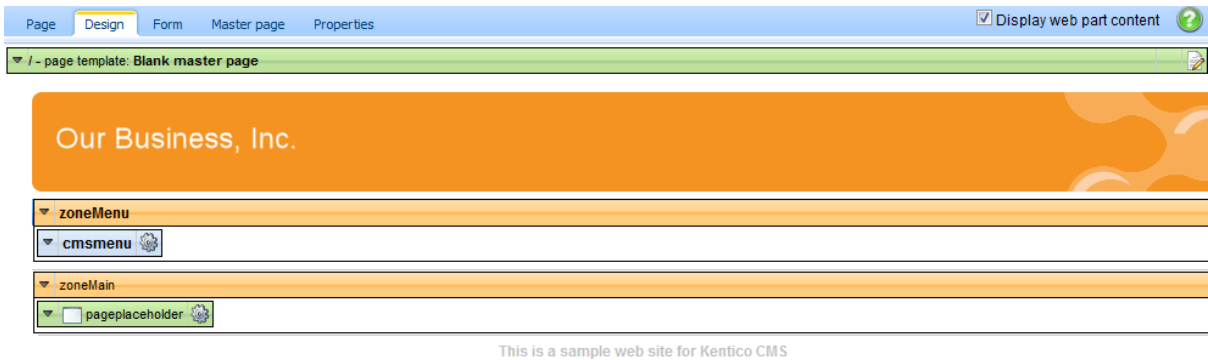 Page Design Form Master page Properties Display web part content
/ - page template: Blank master page
Our Business, Inc.
zoneMenu
cmsmenu
zoneMain
pageplaceholder
This is a sample web site for Kentico CMS